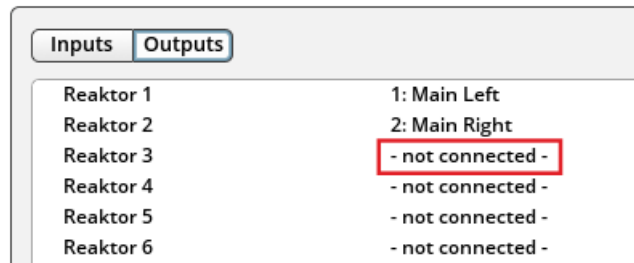 Inputs Outputs
Reaktor 1 1: Main Left
Reaktor 2 2: Main Right
Reaktor 3 - not connected -
Reaktor 4 - not connected -
Reaktor 5 - not connected -
Reaktor 6 - not connected -